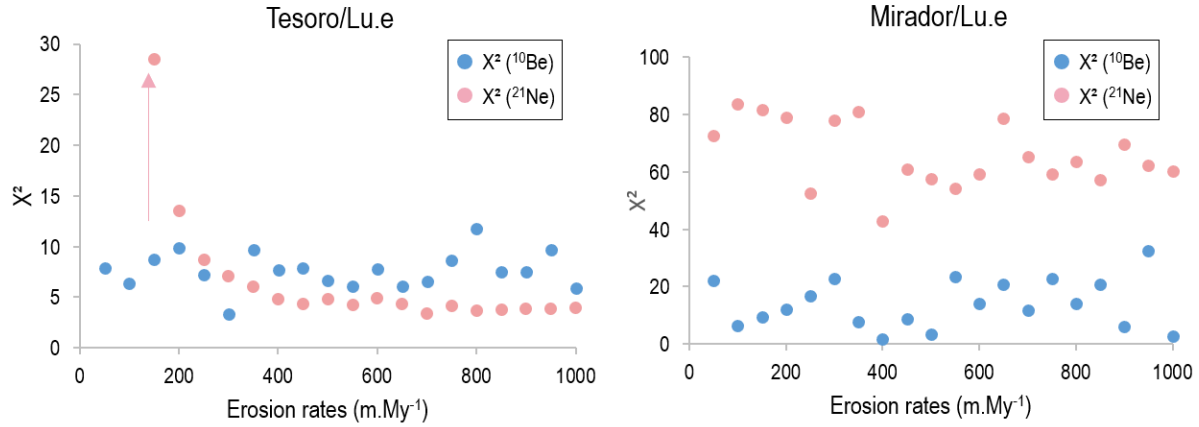 Tesoro/Lu.e
X² (¹⁰Be)
X² (²¹Ne)
30
25
20
15
10
5
0
X²
0 200 400 600 800 1000
Erosion rates (m.My⁻¹)
Mirador/Lu.e
X² (¹⁰Be)
X² (²¹Ne)
100
80
60
40
20
0
X²
0 200 400 600 800 1000
Erosion rates (m.My⁻¹)